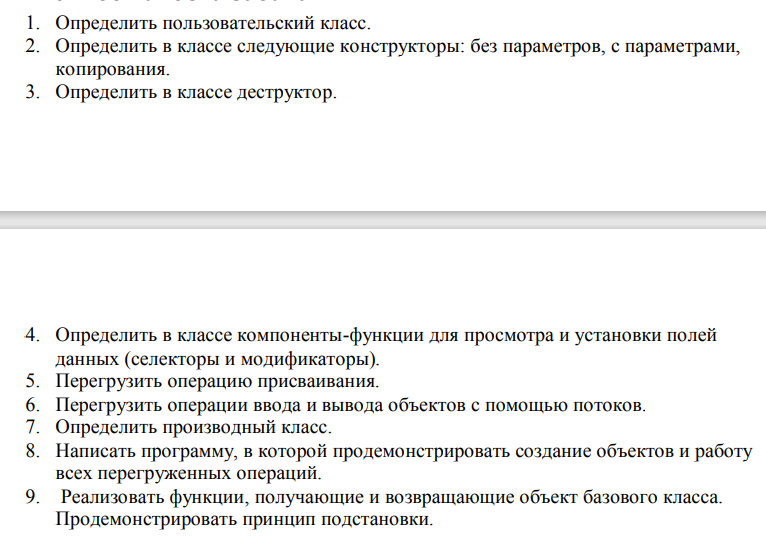 1. Определить пользовательский класс.
2. Определить в классе следующие конструкторы: без параметров, с параметрами,
копирования.
3. Определить в классе деструктор.
4. Определить в классе компоненты-функции для просмотра и установки полей
данных (селекторы и модификаторы).
5. Перегрузить операцию присваивания.
6. Перегрузить операции ввода и вывода объектов с помощью потоков.
7. Определить производный класс.
8. Написать программу, в которой продемонстрировать создание объектов и работу
всех перегруженных операций.
9. Реализовать функции, получающие и возвращающие объект базового класса.
Продемонстрировать принцип подстановки.